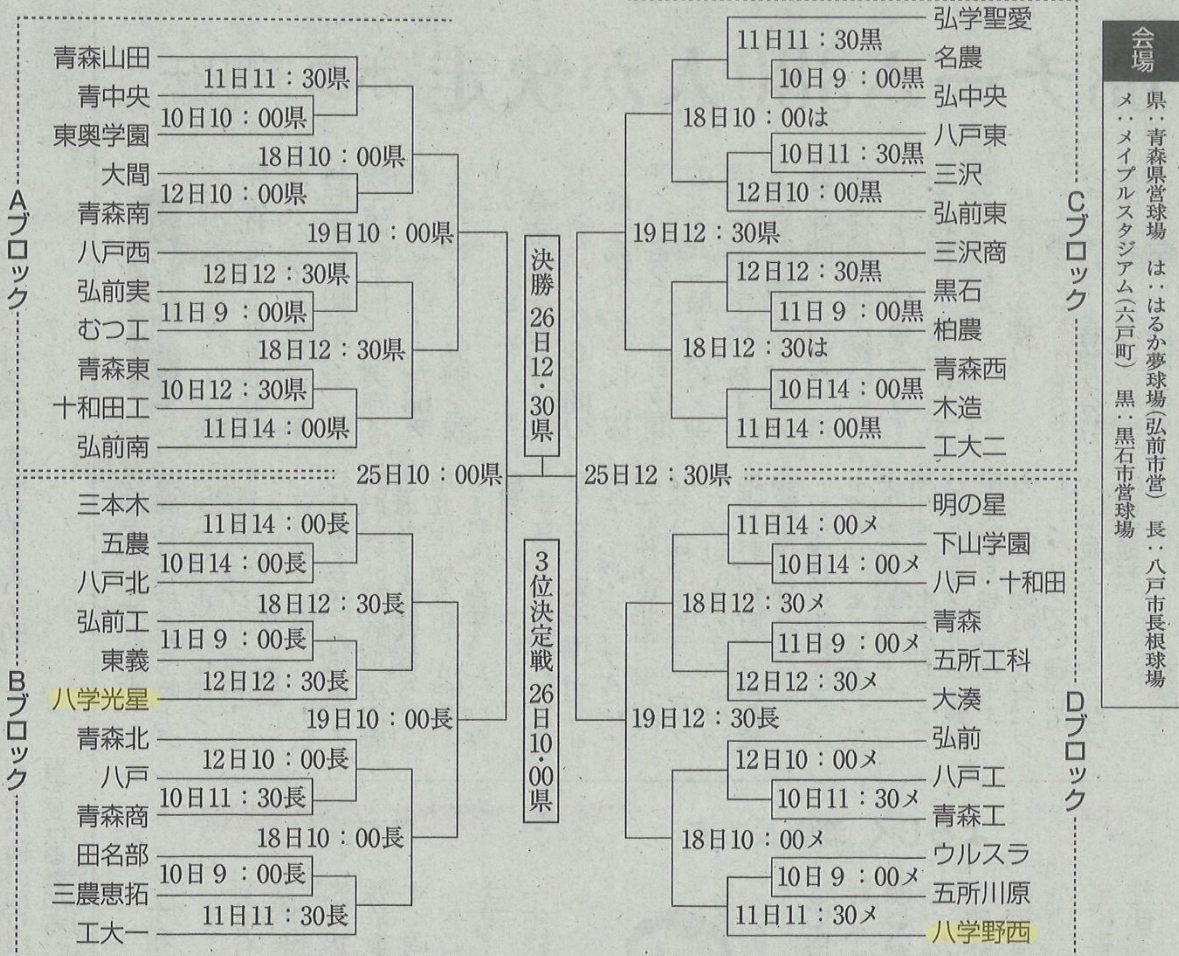 Aブロック
青森山田
11日11：30県
青中央
10日10：00県
東奥学園
18日10：00県
大間
12日10：00県
青森南
19日10：00県
八戸西
12日12：30県
弘前実
11日9：00県
むつ工
18日12：30県
青森東
10日12：30県
十和田工
11日14：00県
弘前南
25日10：00県
Bブロック
三本木
11日14：00長
五農
10日14：00長
八戸北
18日12：30長
弘前工
11日9：00長
東義
12日12：30長
八学光星
19日10：00長
青森北
12日10：00長
八戸
10日11：30長
青森商
18日10：00長
田名部
10日9：00長
三農恵拓
11日11：30長
工大一
決勝 26日12・30県
3位決定戦 26日10・00県
Cブロック
弘学聖愛
11日11：30黒
名農
10日9：00黒
弘中央
18日10：00は
八戸東
10日11：30黒
三沢
12日10：00黒
弘前東
19日12：30県
三沢商
12日12：30黒
黒石
11日9：00黒
柏農
18日12：30は
青森西
10日14：00黒
木造
11日14：00黒
工大二
25日12：30県
Dブロック
明の星
11日14：00メ
下山学園
10日14：00メ
八戸・十和田
18日12：30メ
青森
11日9：00メ
五所工科
12日12：30メ
大湊
19日12：30長
弘前
12日10：00メ
八戸工
10日11：30メ
青森工
18日10：00メ
ウルスラ
10日9：00メ
五所川原
11日11：30メ
八学野西
会場
県：青森県営球場 は：はるか夢球場(弘前市営) 長：八戸市長根球場
メ：メイプルスタジアム(六戸町) 黒：黒石市営球場